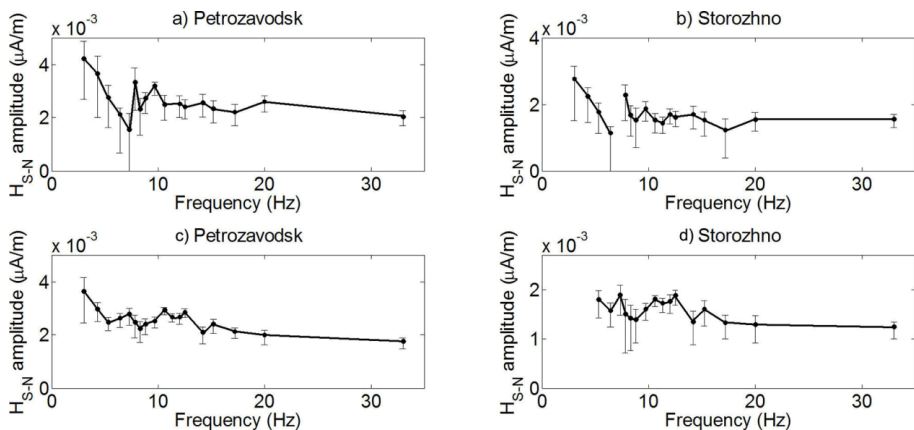 a) Petrozavodsk
x 10⁻³
H_S-N amplitude (μA/m)
4
2
0
0 10 20 30
Frequency (Hz)
b) Storozhno
x 10⁻³
H_S-N amplitude (μA/m)
4
2
0
0 10 20 30
Frequency (Hz)
c) Petrozavodsk
x 10⁻³
H_S-N amplitude (μA/m)
4
2
0
0 10 20 30
Frequency (Hz)
d) Storozhno
x 10⁻³
H_S-N amplitude (μA/m)
2
1
0
0 10 20 30
Frequency (Hz)